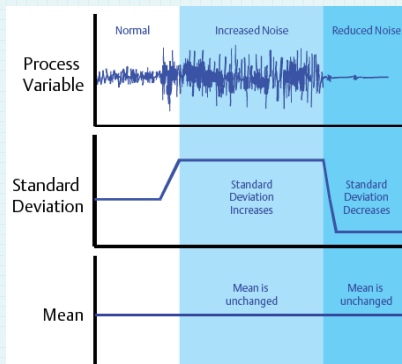 Normal
Increased Noise
Reduced Noise
Process
Variable
Standard
Deviation
Standard
Deviation
Increases
Standard
Deviation
Decreases
Mean
Mean is
unchanged
Mean is
unchanged